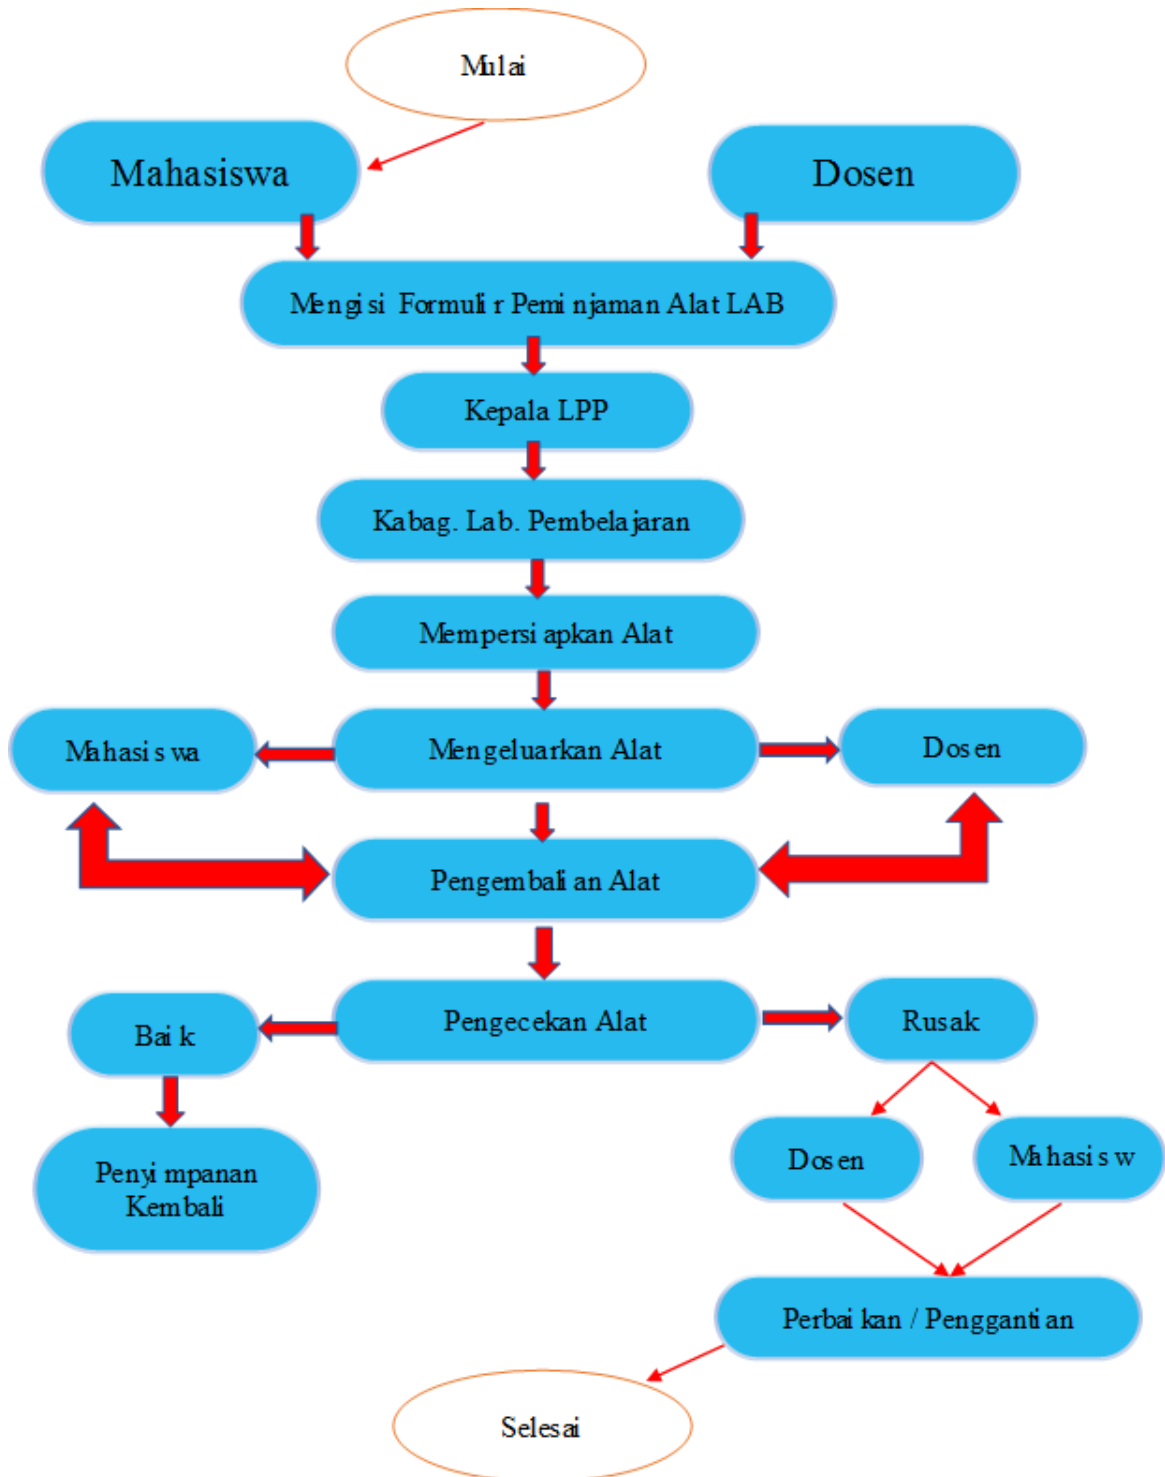 Mulai
Mahasiswa
Dosen
Mengisi Formulir Peminjaman Alat LAB
Kepala LPP
Kabag. Lab. Pembelajaran
Mempersiapkan Alat
Mahasiswa
Mengeluarkan Alat
Dosen
Pengembalian Alat
Baik
Pengecekan Alat
Rusak
Dosen
Mahasisw
Penyimpanan
Kembali
Perbaikan / Penggantian
Selesai